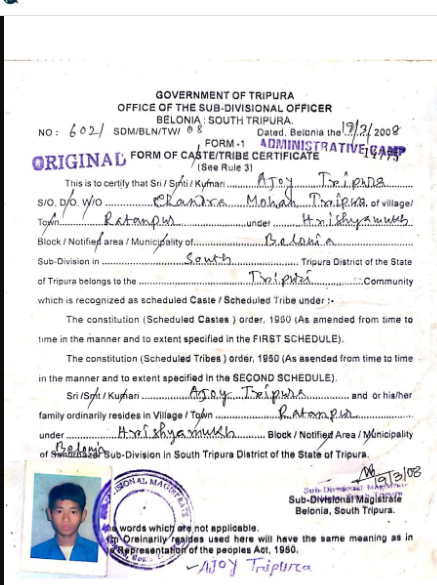 GOVERNMENT OF TRIPURA
OFFICE OF THE SUB-DIVISIONAL OFFICER
BELONIA : SOUTH TRIPURA.
NO : 602/ SDM/BLN/TW/ 08 Dated. Belonia the 19/3/2008
FORM -1 ADMINISTRATIVE CAMP
ORIGINAL FORM OF CASTE/TRIBE CERTIFICATE
(See Rule 3)
This is to certify that Sri / Smti / Kumari AJoy Tripura
S/O, D/O, W/O Chandra Mohan Tripura, of village/
Town Ratanpur under Hrishyamukh
Block / Notified area / Municipality of Belonia
Sub-Division in South Tripura District of the State
of Tripura belongs to the Tripuri Community
which is recognized as scheduled Caste / Scheduled Tribe under :-
The constitution (Scheduled Castes ) order, 1950 (As amended from time to
time in the manner and to extent specified in the FIRST SCHEDULE).
The constitution (Scheduled Tribes ) order, 1950 (As asended from time to time
in the manner and to extent specified in the SECOND SCHEDULE).
Sri / Smt / Kumari AJoy Tripura and or his/her
family ordinarily resides in Village / Town Ratanpur
under Hrishyamukh Block / Notified Area / Municipality
of Belonia Sub-Division in South Tripura District of the State of Tripura.
19/3/08
Sub-Divisional Magistrate
Sub-Divisional Magistrate
Belonia, South Tripura.
words which are not applicable.
Oreinarily resides used here will have the same meaning as in
Representation of the peoples Act, 1950.
AJOY Tripura